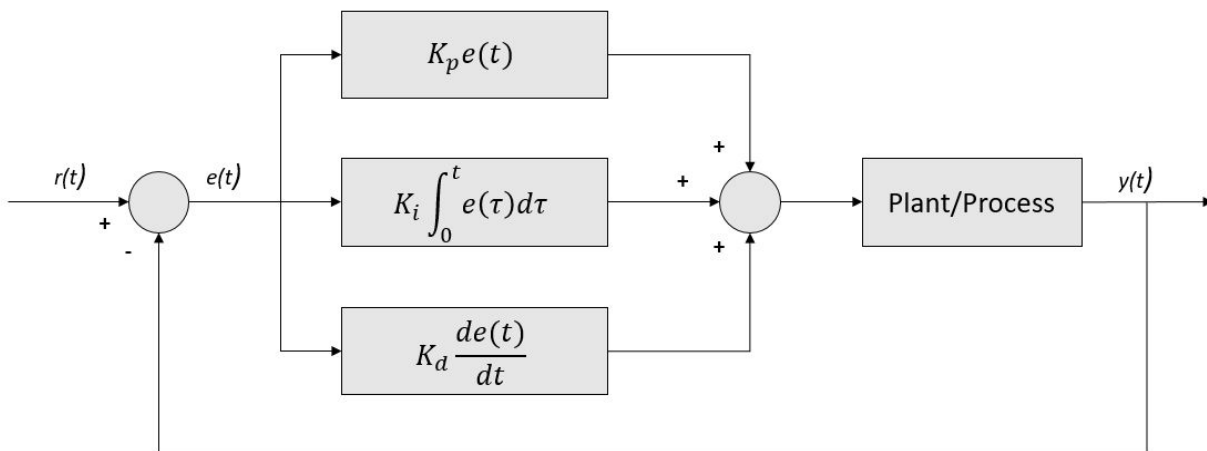 K_p e(t)
r(t)
+
-
e(t)
K_i ∫_0^t e(τ)dτ
K_d de(t)/dt
+
+
+
Plant/Process
y(t)